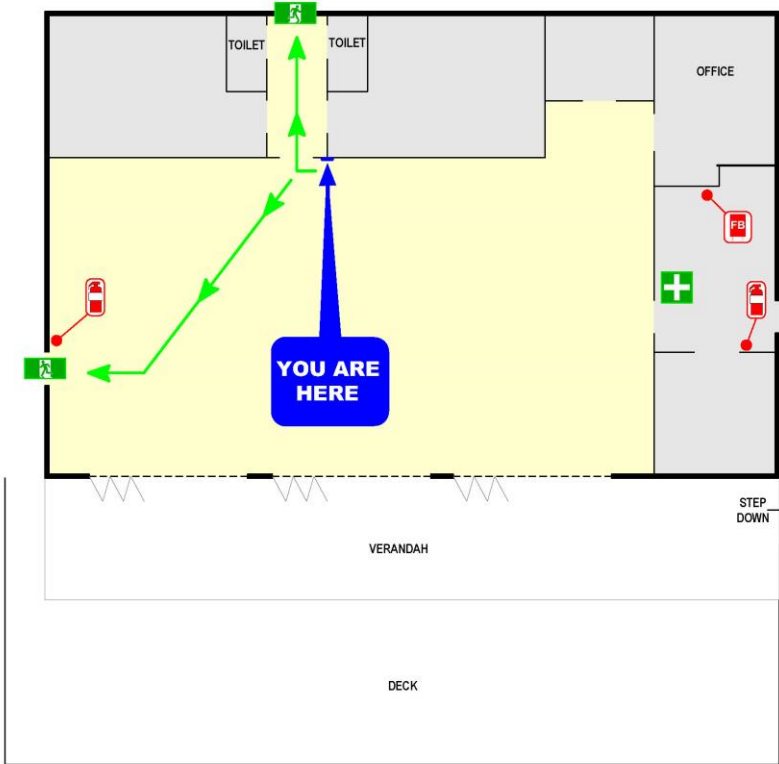 TOILET
TOILET
OFFICE
FB
YOU ARE
HERE
STEP
DOWN
VERANDAH
DECK